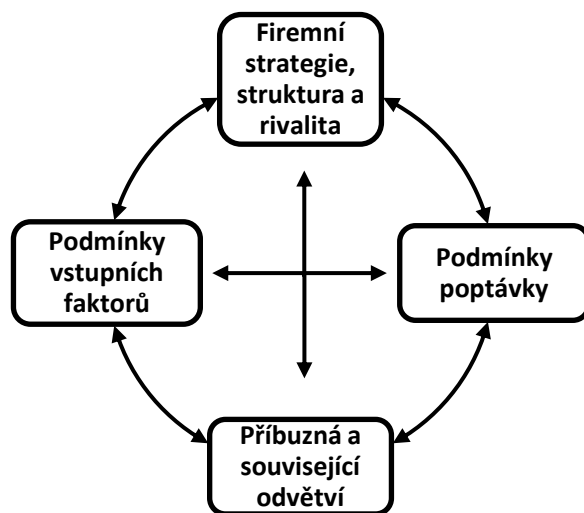 Firemní
strategie,
struktura a
rivalita
Podmínky
vstupních
faktorů
Podmínky
poptávky
Příbuzná a
související
odvětví